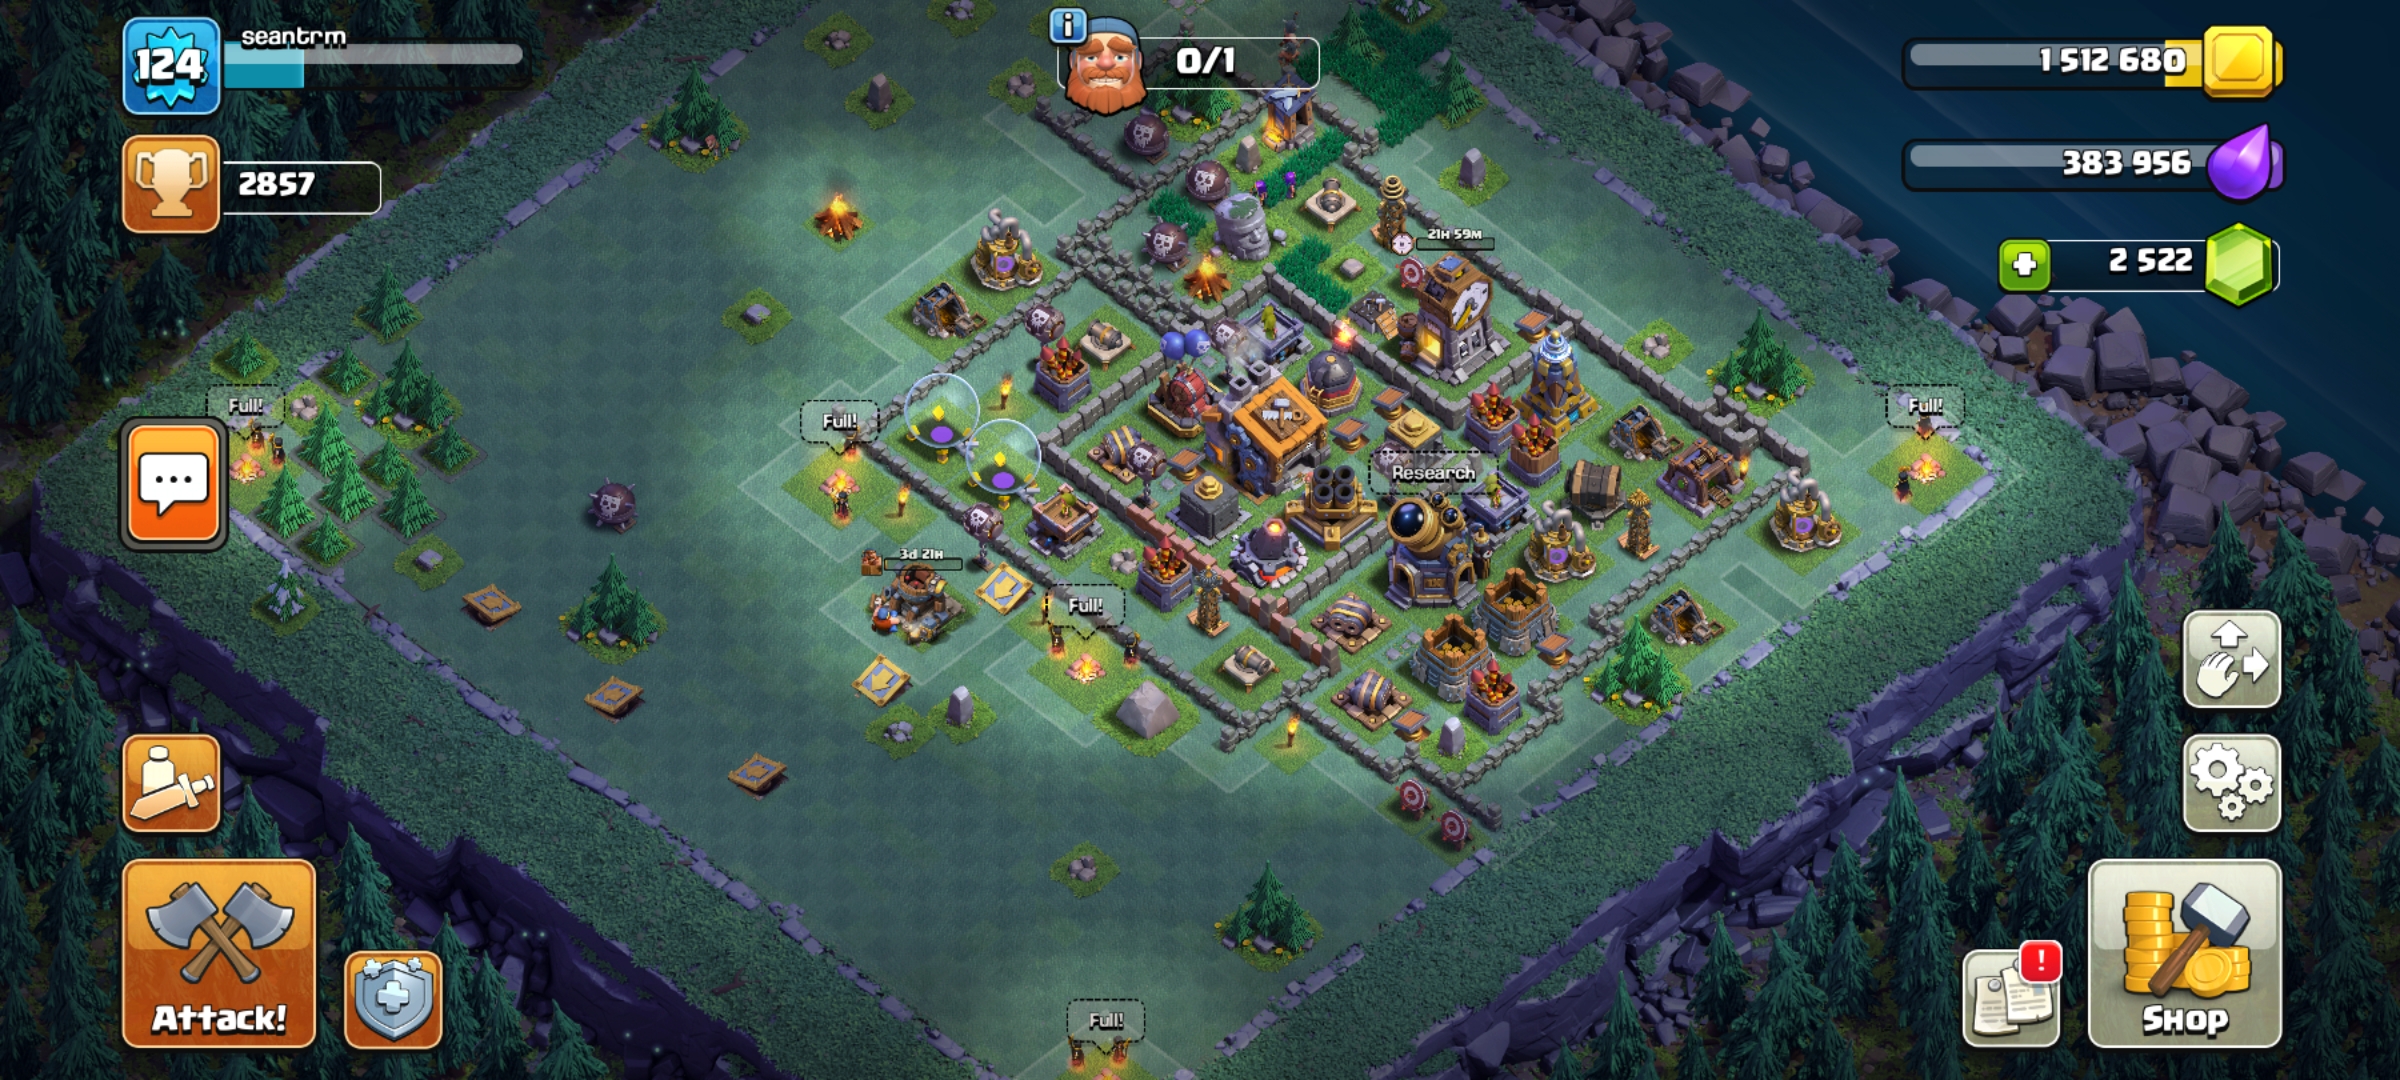 124
seantrm
i
0/1
1 512 680
2857
383 956
21H 59M
2 522
Full!
Full!
Full!
Research
3d 21H
Full!
Attack!
Full!
!
Shop